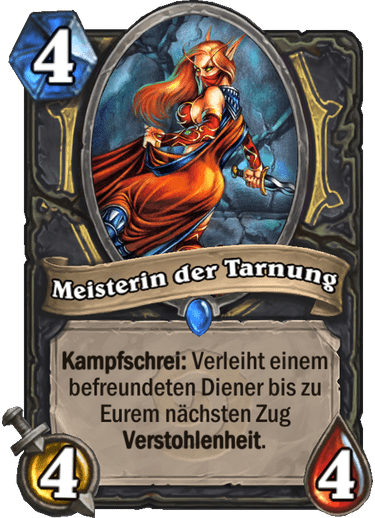 4
Meisterin der Tarnung
Kampfschrei: Verleiht einem
befreundeten Diener bis zu
Eurem nächsten Zug
Verstohlenheit.
4
4